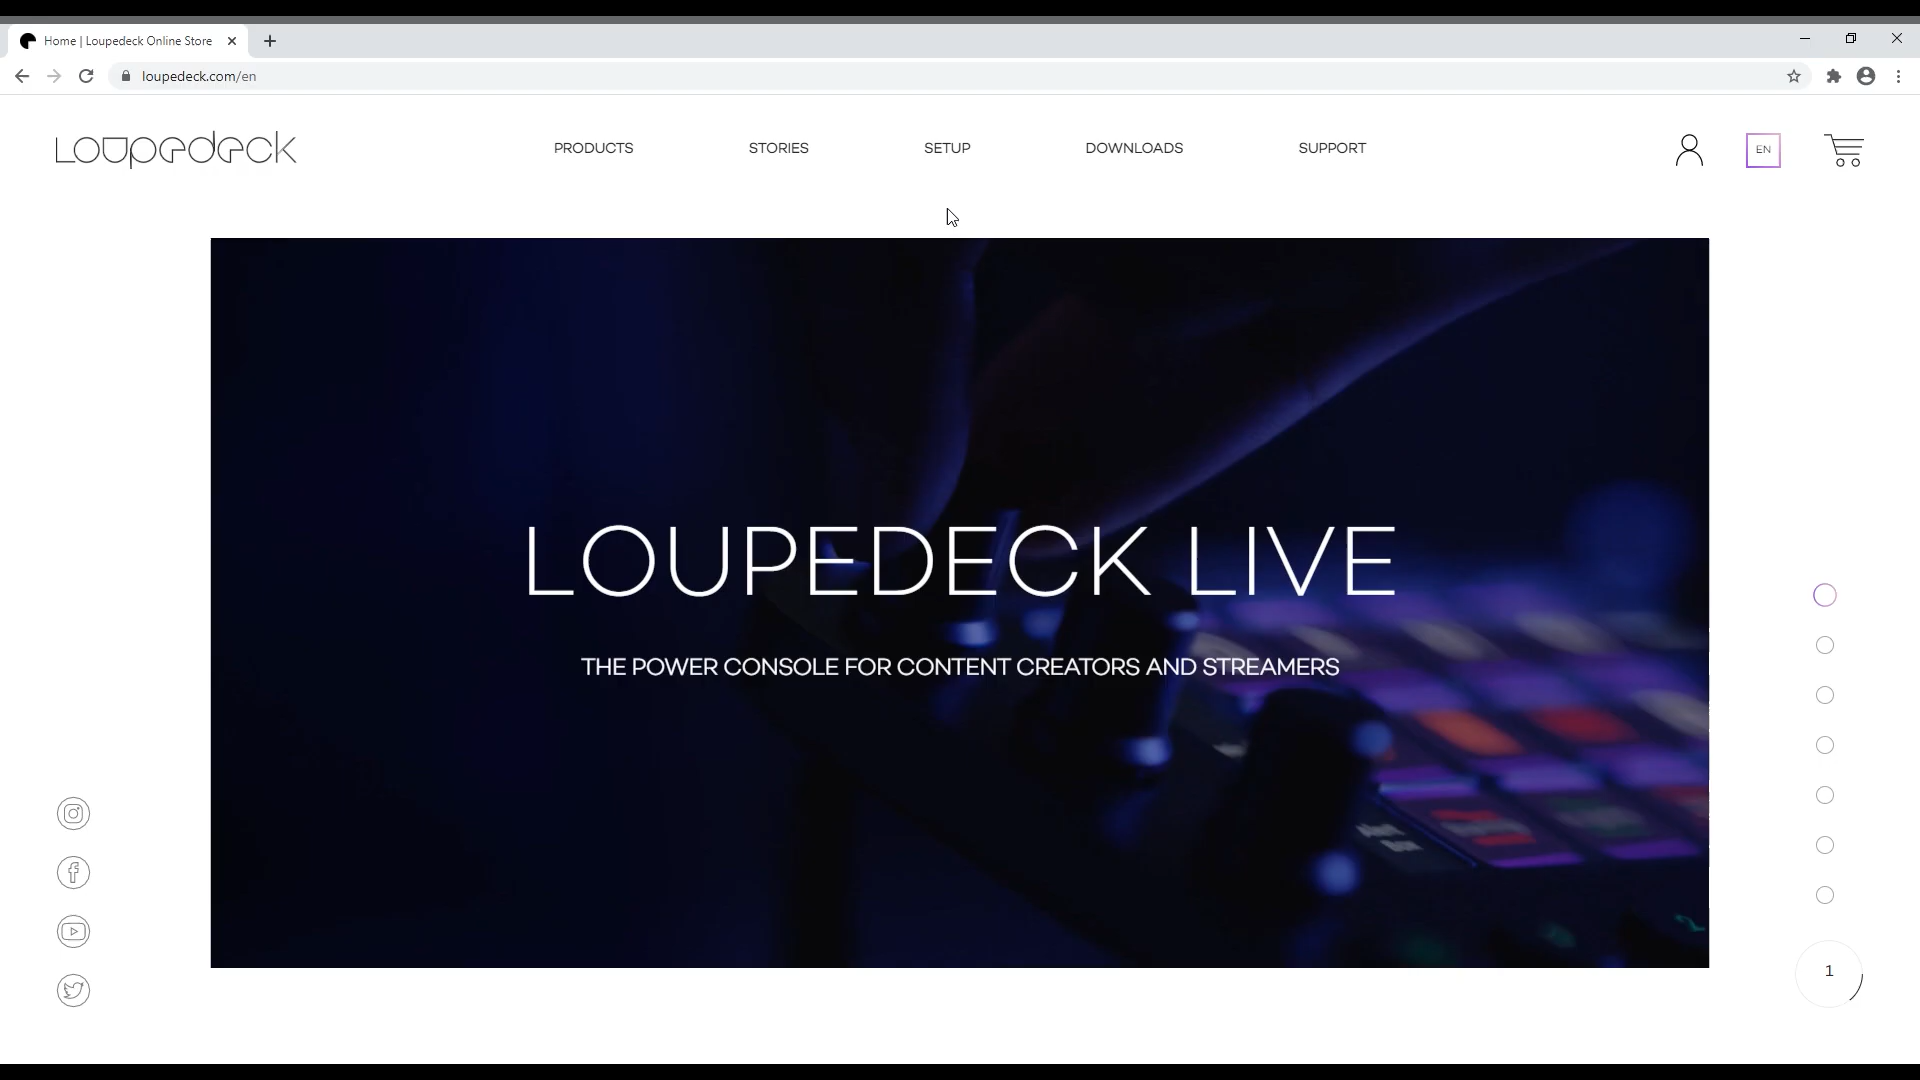 Home | Loupedeck Online Store
loupedeck.com/en
Loupedeck
PRODUCTS
STORIES
SETUP
DOWNLOADS
SUPPORT
EN
LOUPEDECK LIVE
THE POWER CONSOLE FOR CONTENT CREATORS AND STREAMERS
1